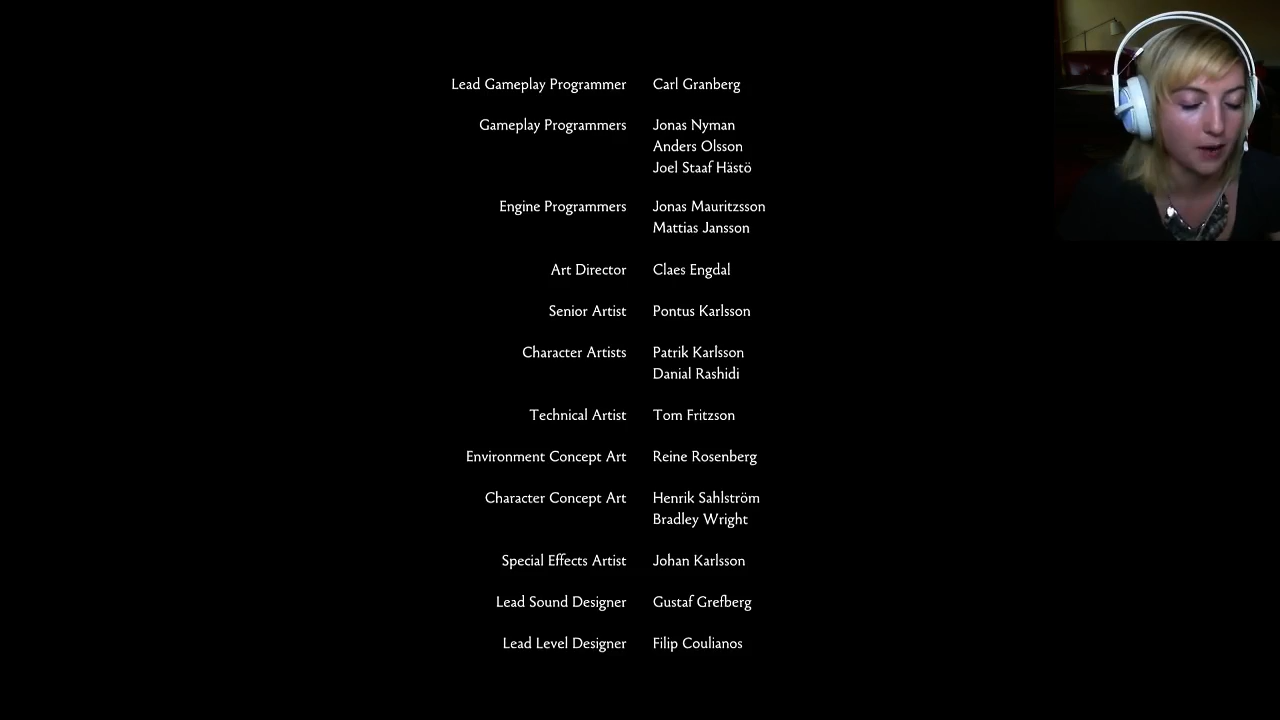 Lead Gameplay Programmer Carl Granberg
Gameplay Programmers Jonas Nyman
Anders Olsson
Joel Staaf Hästö
Engine Programmers Jonas Mauritzsson
Mattias Jansson
Art Director Claes Engdal
Senior Artist Pontus Karlsson
Character Artists Patrik Karlsson
Danial Rashidi
Technical Artist Tom Fritzson
Environment Concept Art Reine Rosenberg
Character Concept Art Henrik Sahlström
Bradley Wright
Special Effects Artist Johan Karlsson
Lead Sound Designer Gustaf Grefberg
Lead Level Designer Filip Coulianos